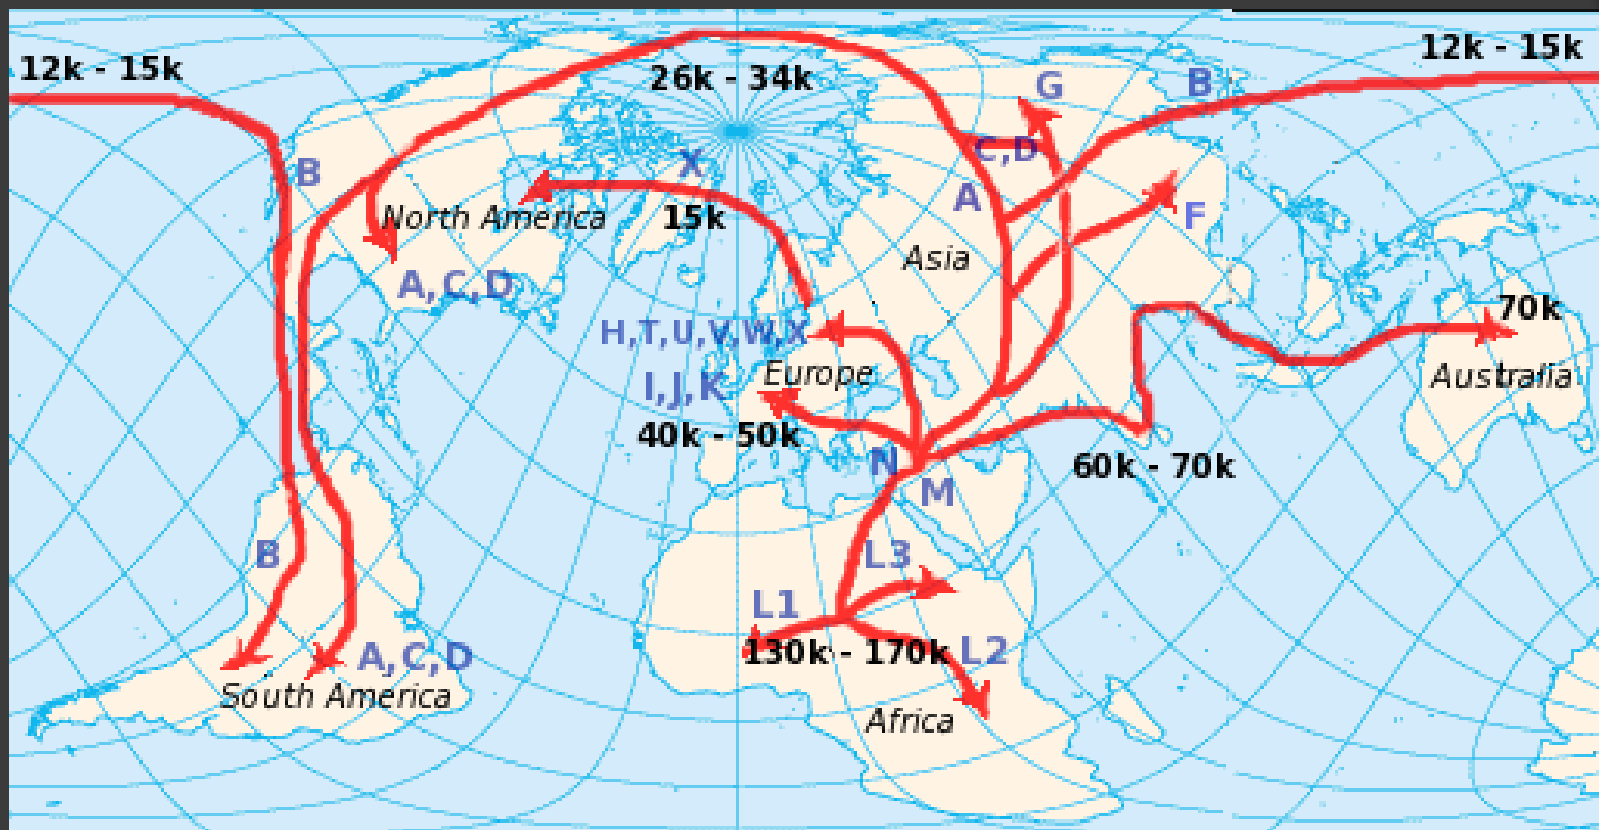 12k - 15k
12k - 15k
26k - 34k
G
B
C,D
X
B
A
North America
15k
F
Asia
A,C,D
70k
H,T,U,V,W,X
Europe
Australia
I,J,K
40k - 50k
N
60k - 70k
M
L3
B
L1
130k - 170k
L2
A,C,D
South America
Africa